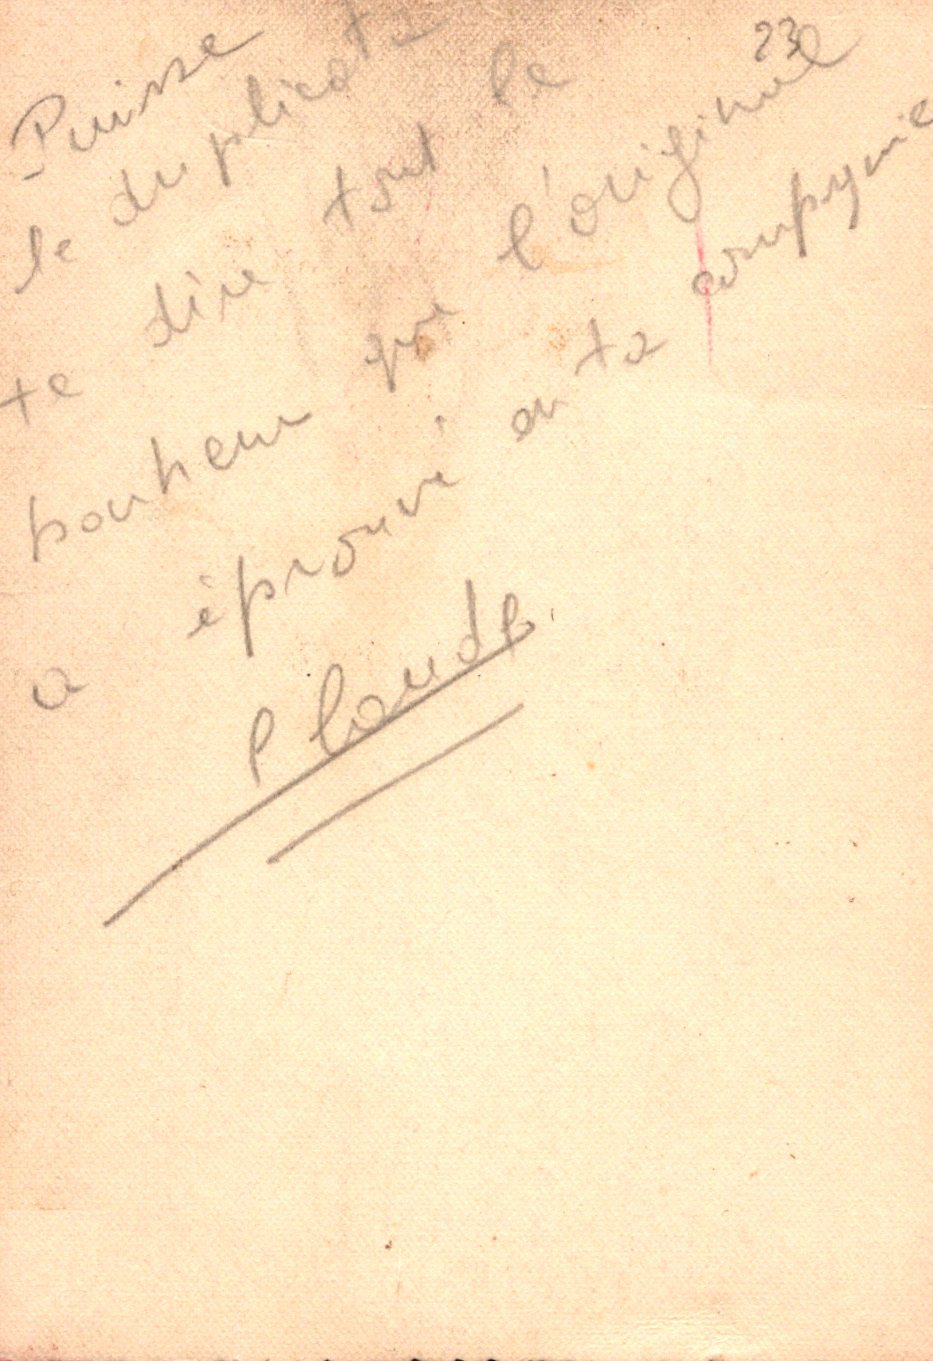 23
Puisse
le duplicata
te dire tout le
bonheur que l'original
a éprouvé en ta compagnie
Claude